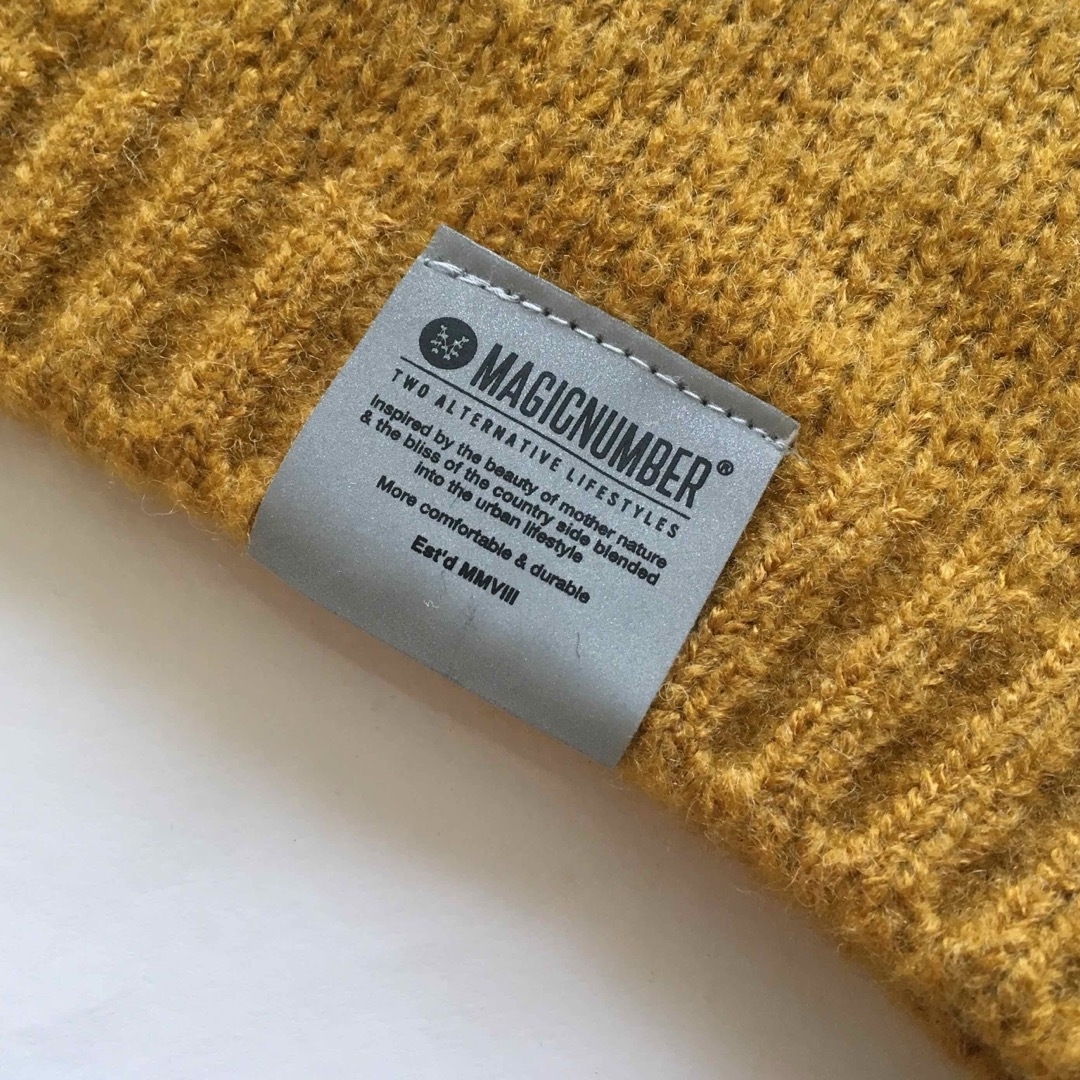 MAGICNUMBER®
TWO ALTERNATIVE LIFESTYLES
Inspired by the beauty of mother nature
& the bliss of the country side blended
into the urban lifestyle
More comfortable & durable
Est'd MMVIII